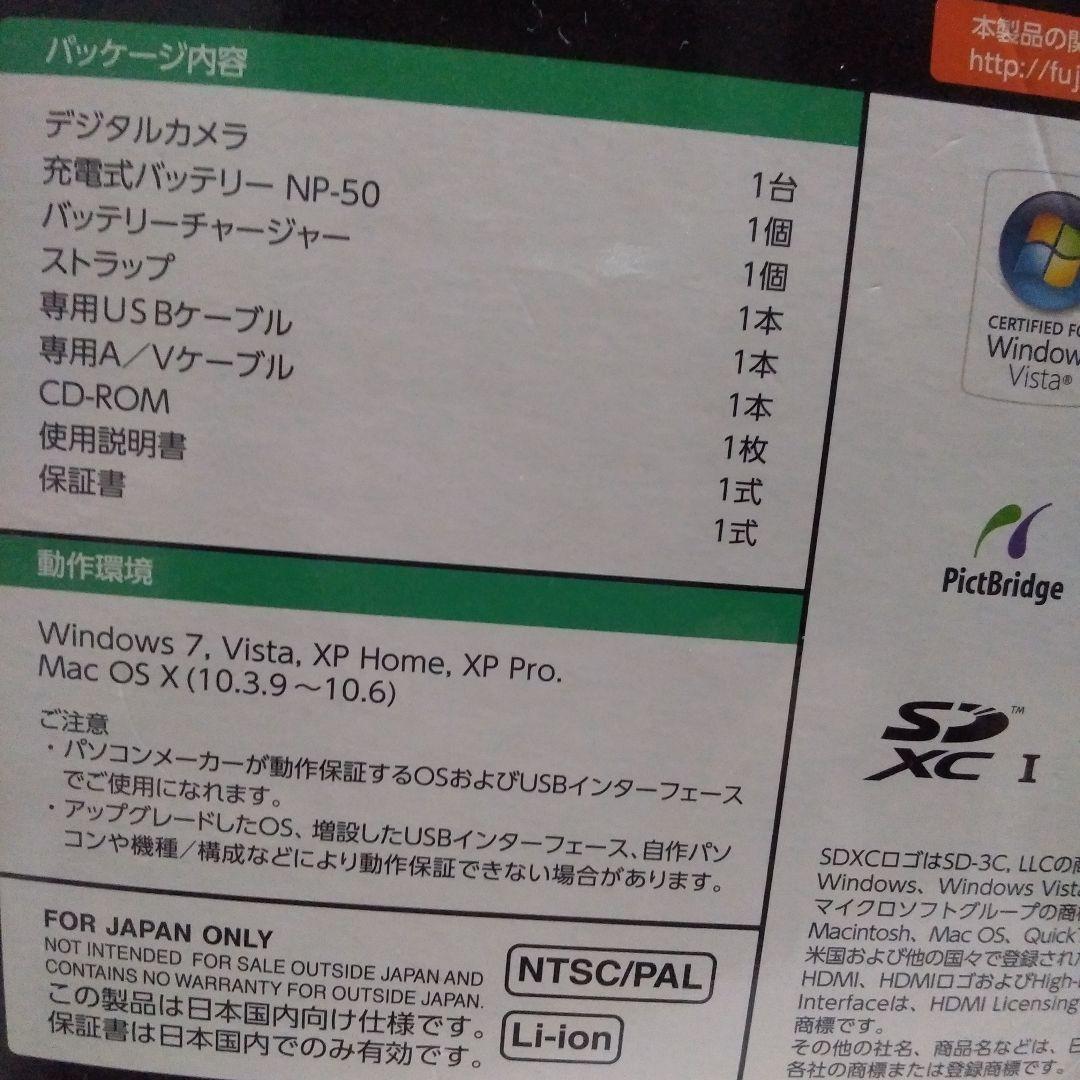 パッケージ内容
デジタルカメラ 1台
充電式バッテリー NP-50 1個
バッテリーチャージャー 1個
ストラップ 1本
専用USBケーブル 1本
専用A／Vケーブル 1本
CD-ROM 1枚
使用説明書 1式
保証書 1式
動作環境
Windows 7, Vista, XP Home, XP Pro.
Mac OS X (10.3.9～10.6)
ご注意
・パソコンメーカーが動作保証するOSおよびUSBインターフェース
でご使用になれます。
・アップグレードしたOS、増設したUSBインターフェース、自作パソ
コンや機種／構成などにより動作保証できない場合があります。
FOR JAPAN ONLY
NOT INTENDED FOR SALE OUTSIDE JAPAN AND
CONTAINS NO WARRANTY FOR OUTSIDE JAPAN.
この製品は日本国内向け仕様です。
保証書は日本国内でのみ有効です。
NTSC/PAL
Li-ion
本製品の
http://fuj
CERTIFIED
Windows
Vista®
PictBridge
SD™
XC I
SDXCロゴはSD-3C, LLCの
Windows、Windows Vista
マイクロソフトグループの商
Macintosh、Mac OS、Quick
米国および他の国々で登録され
HDMI、HDMIロゴおよびHigh-
Interfaceは、HDMI Licensing
商標です。
その他の社名、商品名などは、
各社の商標または登録商標です。